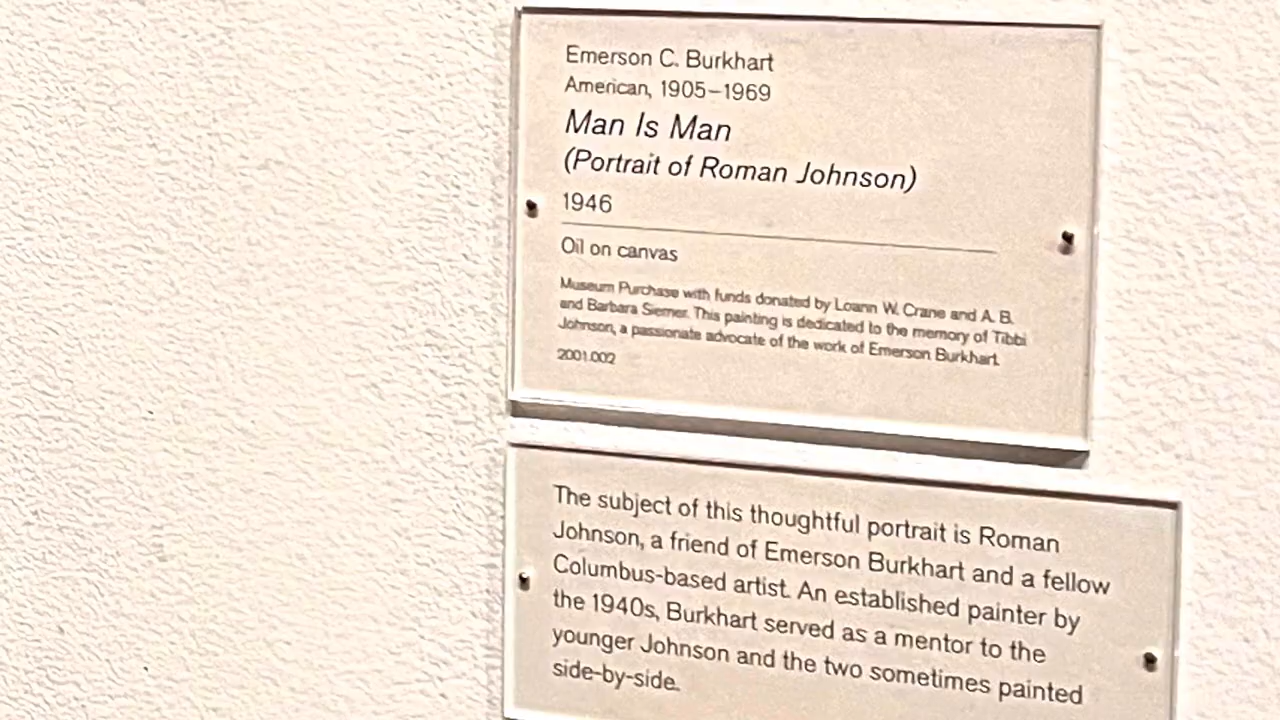 Emerson C. Burkhart
American, 1905–1969
Man Is Man
(Portrait of Roman Johnson)
1946
Oil on canvas
Museum Purchase with funds donated by Loann W. Crane and A. B.
and Barbara Siemer. This painting is dedicated to the memory of Tibbi
Johnson, a passionate advocate of the work of Emerson Burkhart.
2001.002
The subject of this thoughtful portrait is Roman
Johnson, a friend of Emerson Burkhart and a fellow
Columbus-based artist. An established painter by
the 1940s, Burkhart served as a mentor to the
younger Johnson and the two sometimes painted
side-by-side.